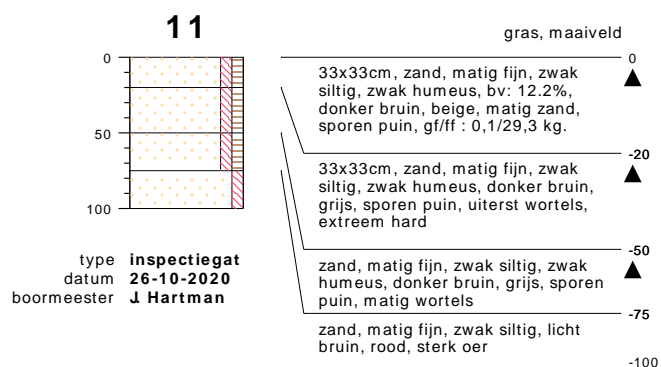 11
gras, maaiveld
0
50
100
0
33x33cm, zand, matig fijn, zwak
siltig, zwak humeus, bv: 12.2%,
donker bruin, beige, matig zand,
sporen puin, gf/ff : 0,1/29,3 kg.
-20
33x33cm, zand, matig fijn, zwak
siltig, zwak humeus, donker bruin,
grijs, sporen puin, uiterst wortels,
extreem hard
-50
zand, matig fijn, zwak siltig, zwak
humeus, donker bruin, grijs, sporen
puin, matig wortels
-75
zand, matig fijn, zwak siltig, licht
bruin, rood, sterk oer
-100
type inspectiegat
datum 26-10-2020
boormeester J. Hartman